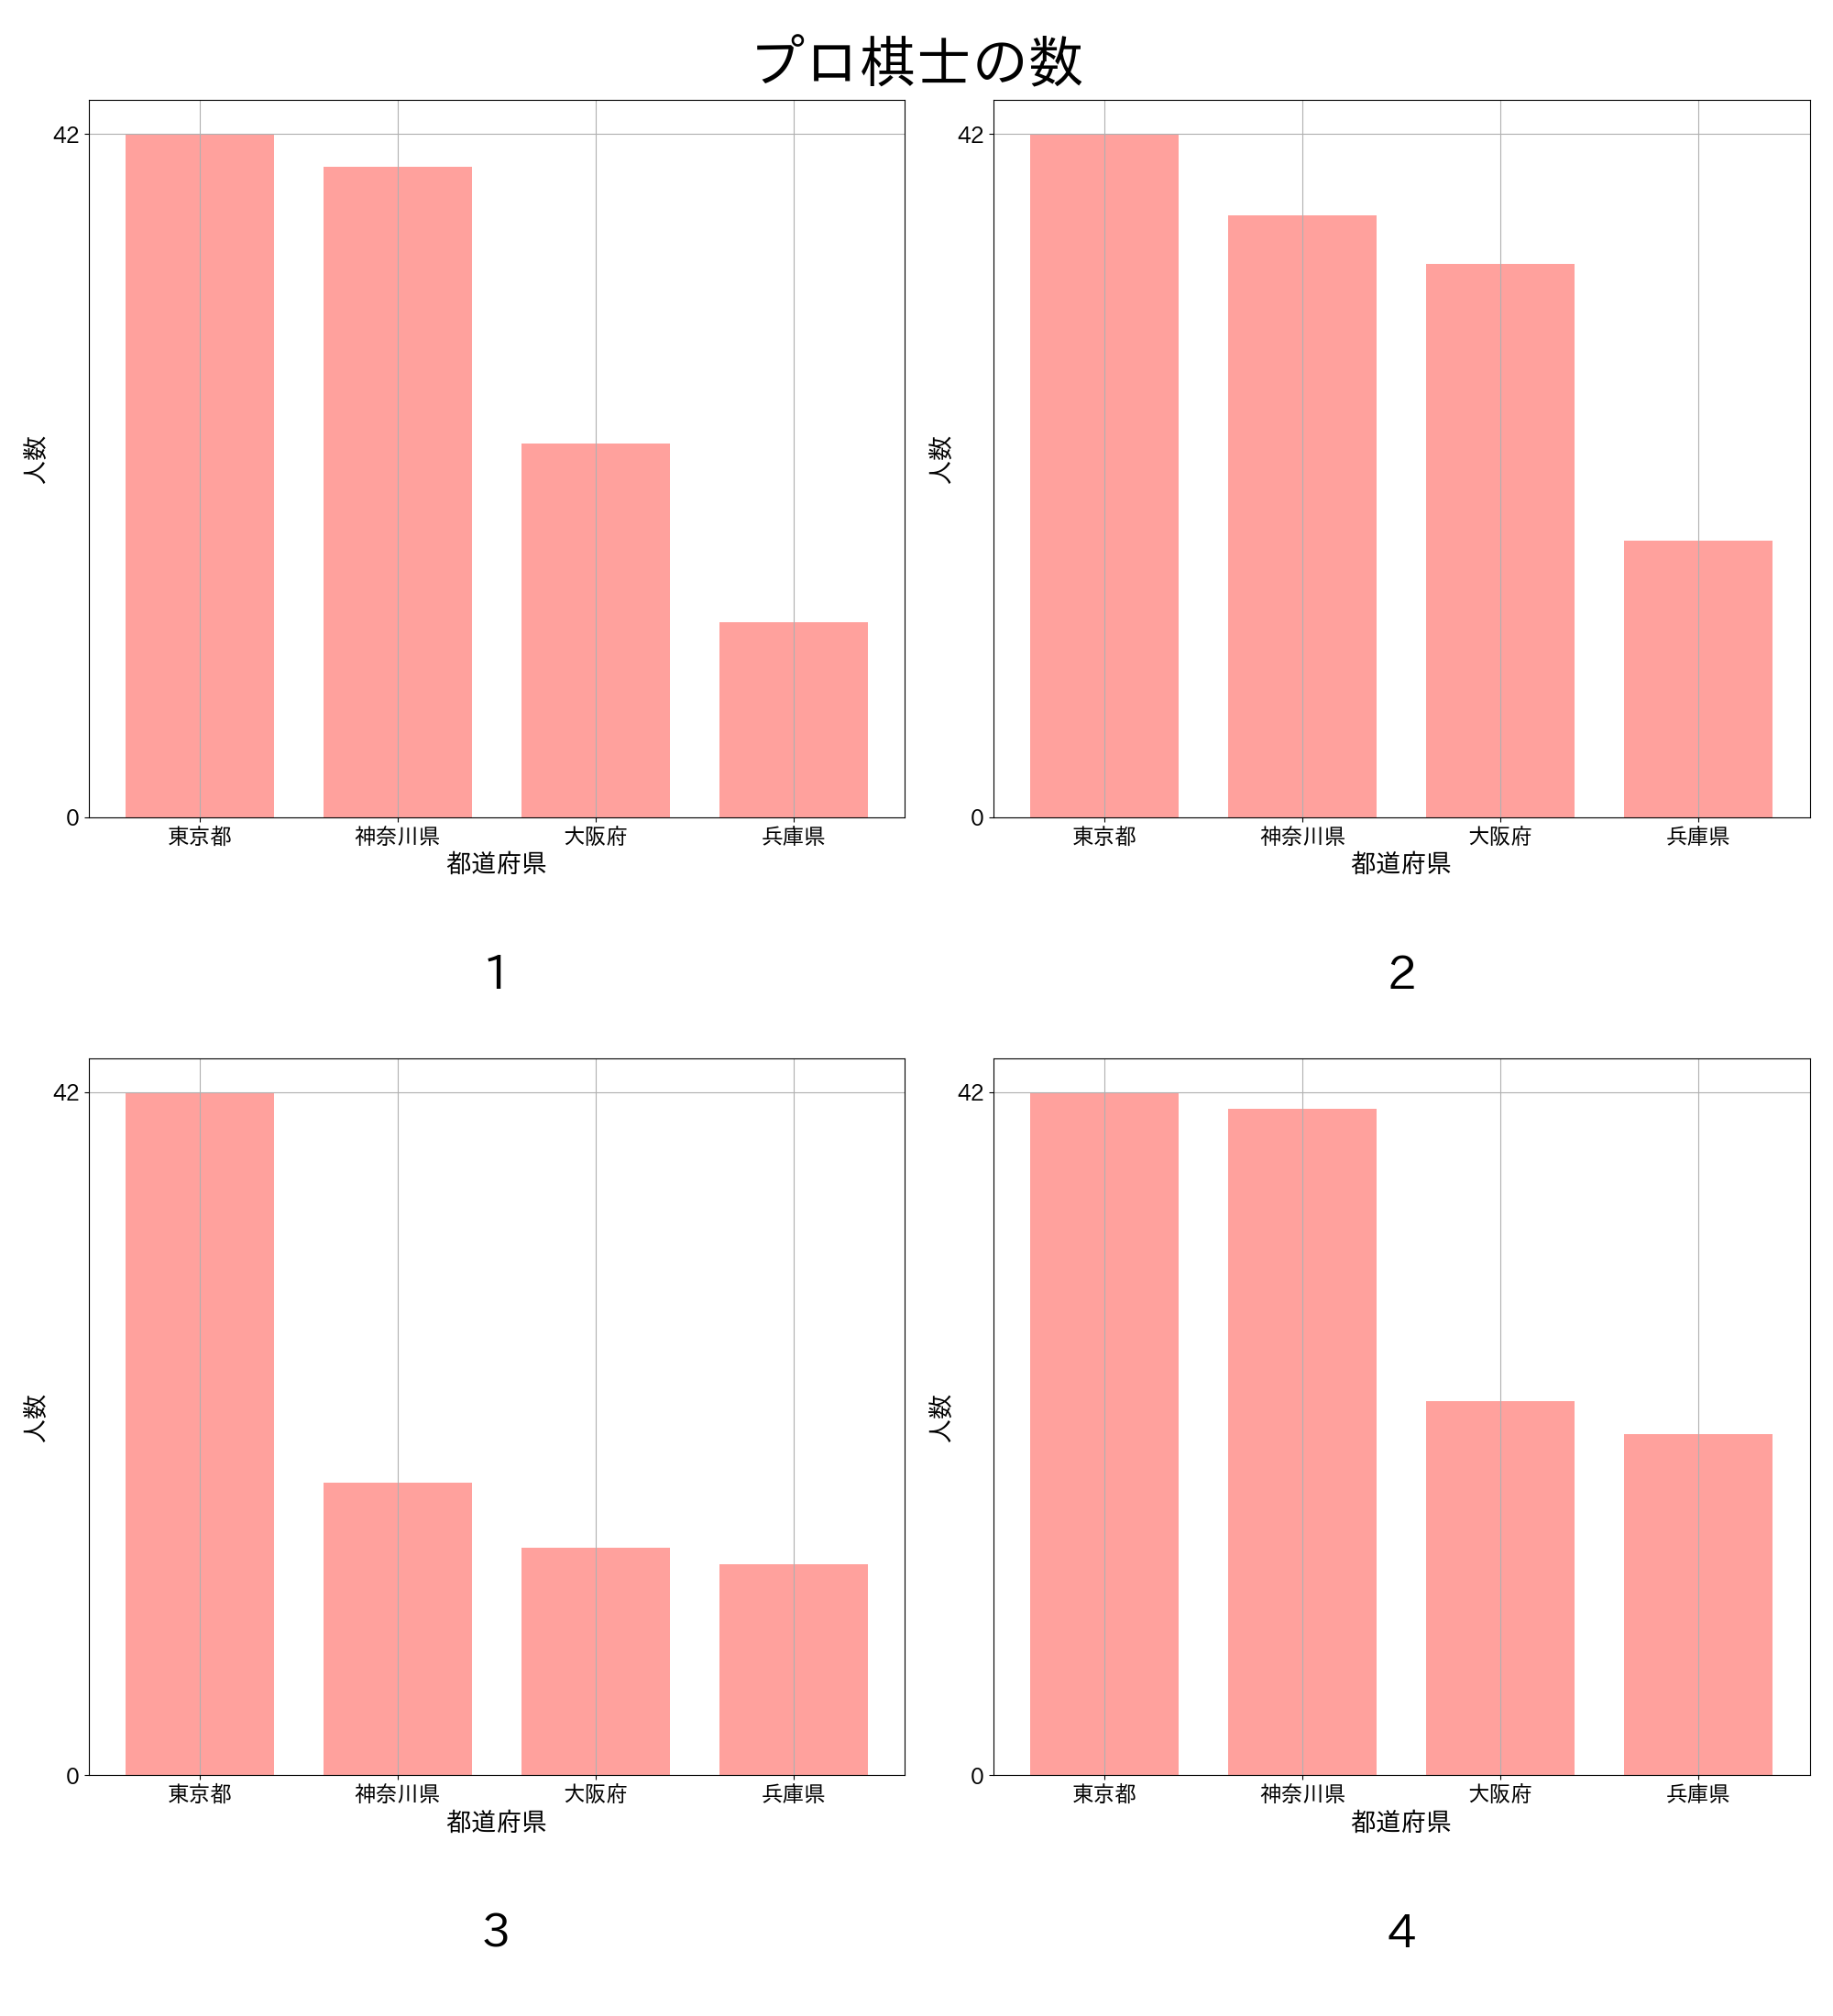 プロ棋士の数
42
0
人数
東京都 神奈川県 大阪府 兵庫県
都道府県
1
42
0
人数
東京都 神奈川県 大阪府 兵庫県
都道府県
2
42
0
人数
東京都 神奈川県 大阪府 兵庫県
都道府県
3
42
0
人数
東京都 神奈川県 大阪府 兵庫県
都道府県
4